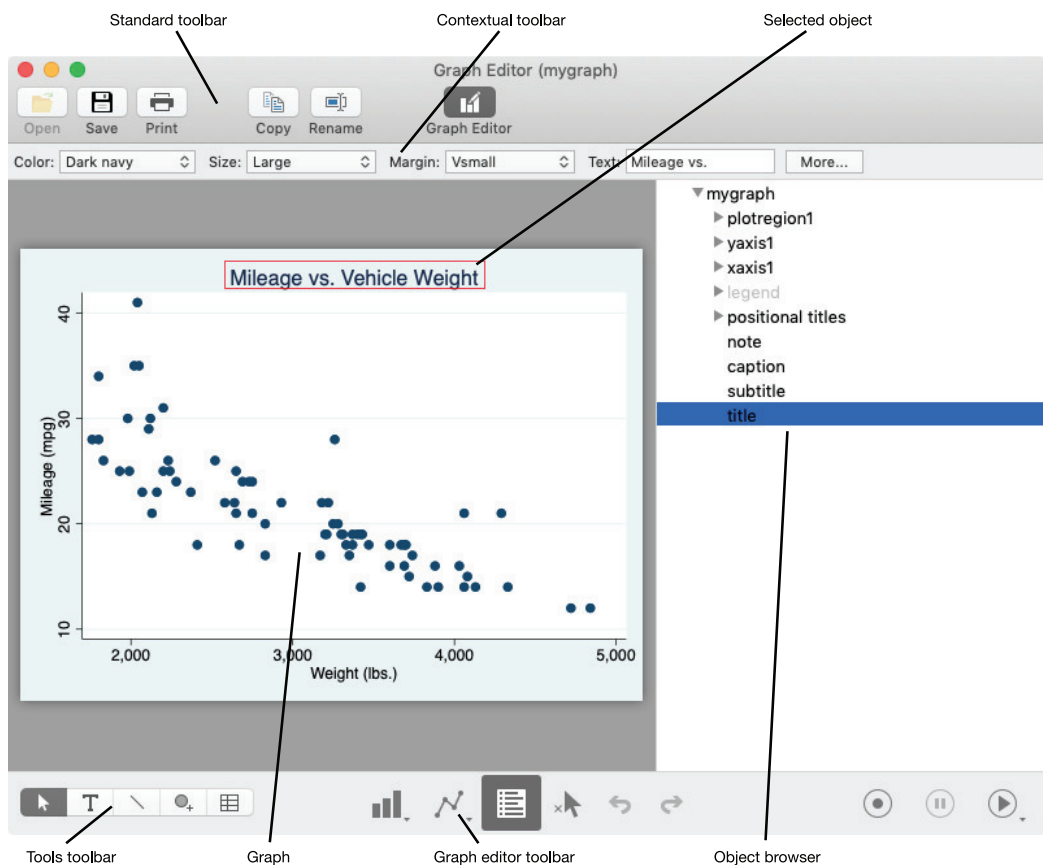 Standard toolbar Contextual toolbar Selected object
Graph Editor (mygraph)
Open Save Print Copy Rename Graph Editor
Color: Dark navy Size: Large Margin: Vsmall Text: Mileage vs. More...
mygraph
plotregion1
yaxis1
xaxis1
legend
positional titles
note
caption
subtitle
title
Mileage vs. Vehicle Weight
Mileage (mpg)
40
30
20
10
2,000 3,000 4,000 5,000
Weight (lbs.)
T
Tools toolbar Graph Graph editor toolbar Object browser